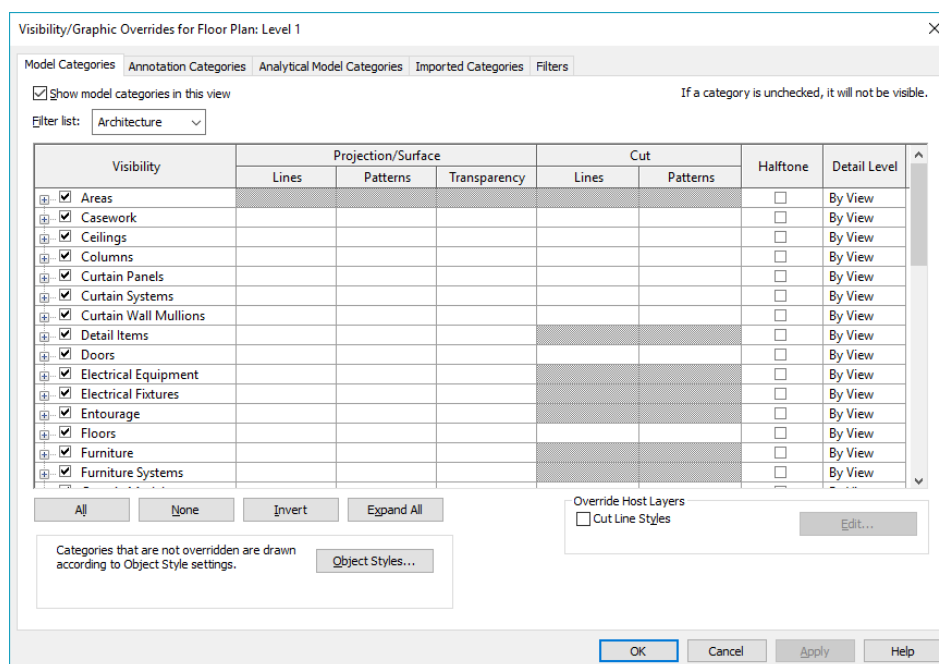 Visibility/Graphic Overrides for Floor Plan: Level 1
Model Categories Annotation Categories Analytical Model Categories Imported Categories Filters
Show model categories in this view
If a category is unchecked, it will not be visible.
Filter list: Architecture
Visibility Projection/Surface Cut Halftone Detail Level
Lines Patterns Transparency Lines Patterns
Areas By View
Casework By View
Ceilings By View
Columns By View
Curtain Panels By View
Curtain Systems By View
Curtain Wall Mullions By View
Detail Items By View
Doors By View
Electrical Equipment By View
Electrical Fixtures By View
Entourage By View
Floors By View
Furniture By View
Furniture Systems By View
All None Invert Expand All
Override Host Layers
Cut Line Styles
Edit...
Categories that are not overridden are drawn
according to Object Style settings.
Object Styles...
OK Cancel Apply Help